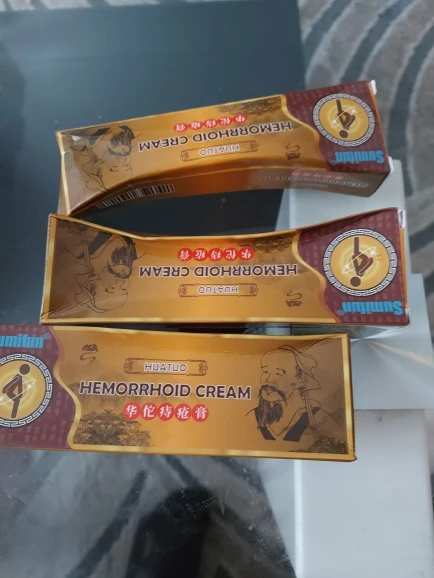 Sumifun
HUATUO
HEMORRHOID CREAM
华佗痔疮膏
Sumifun
HUATUO
HEMORRHOID CREAM
华佗痔疮膏
Sumifun
HUATUO
HEMORRHOID CREAM
华佗痔疮膏